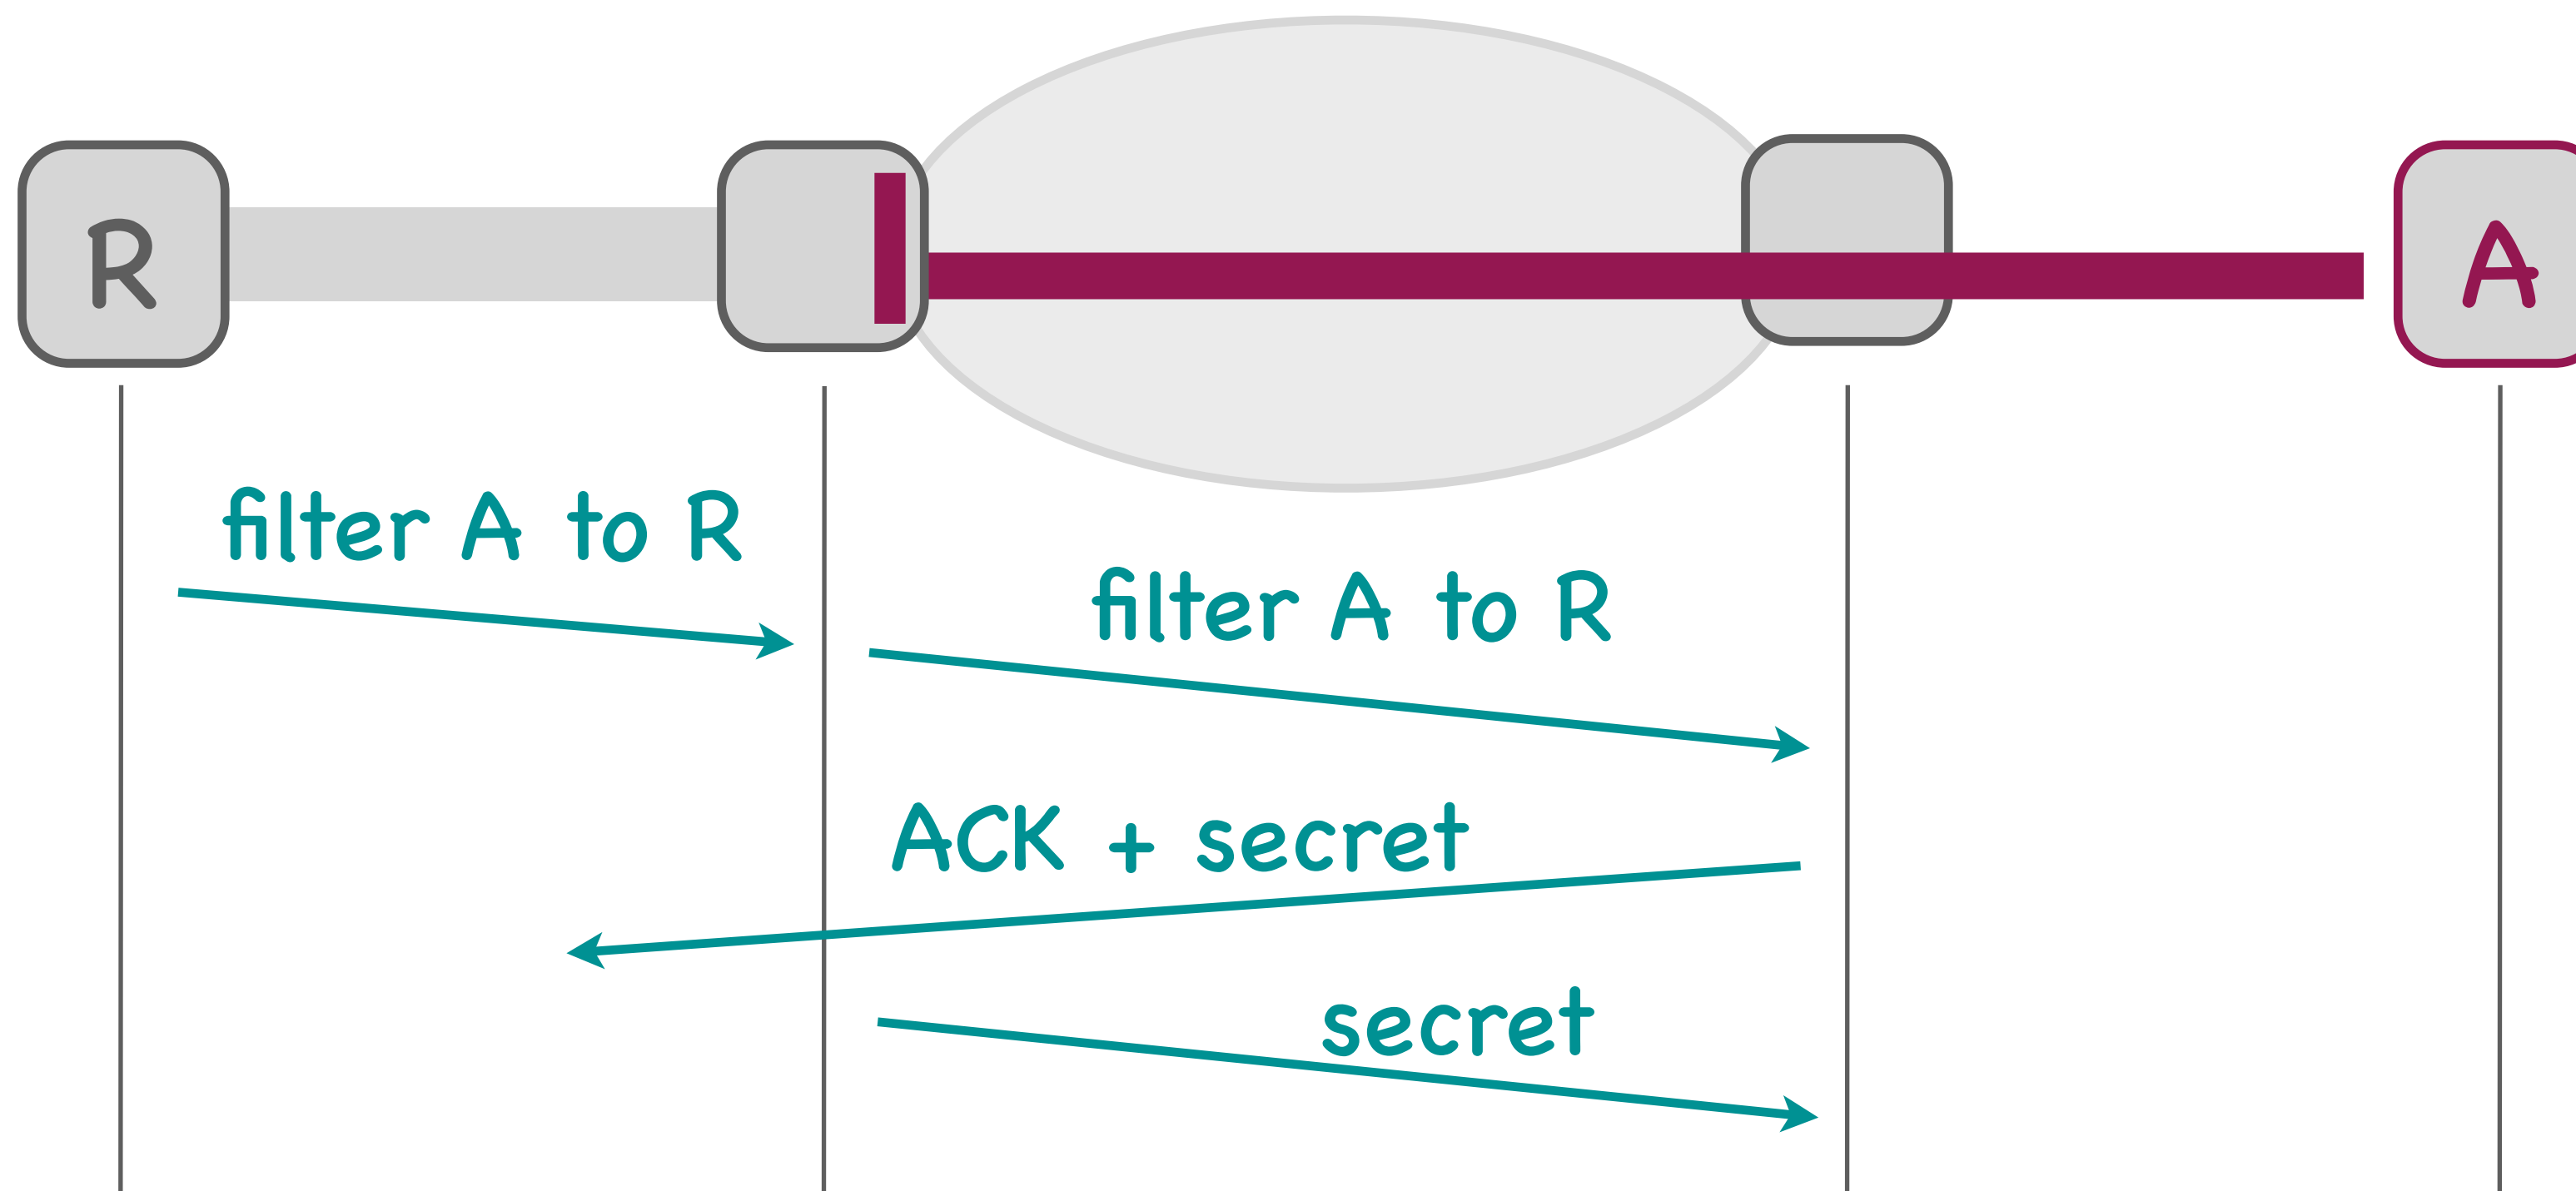 R
A
filter A to R
filter A to R
ACK + secret
secret